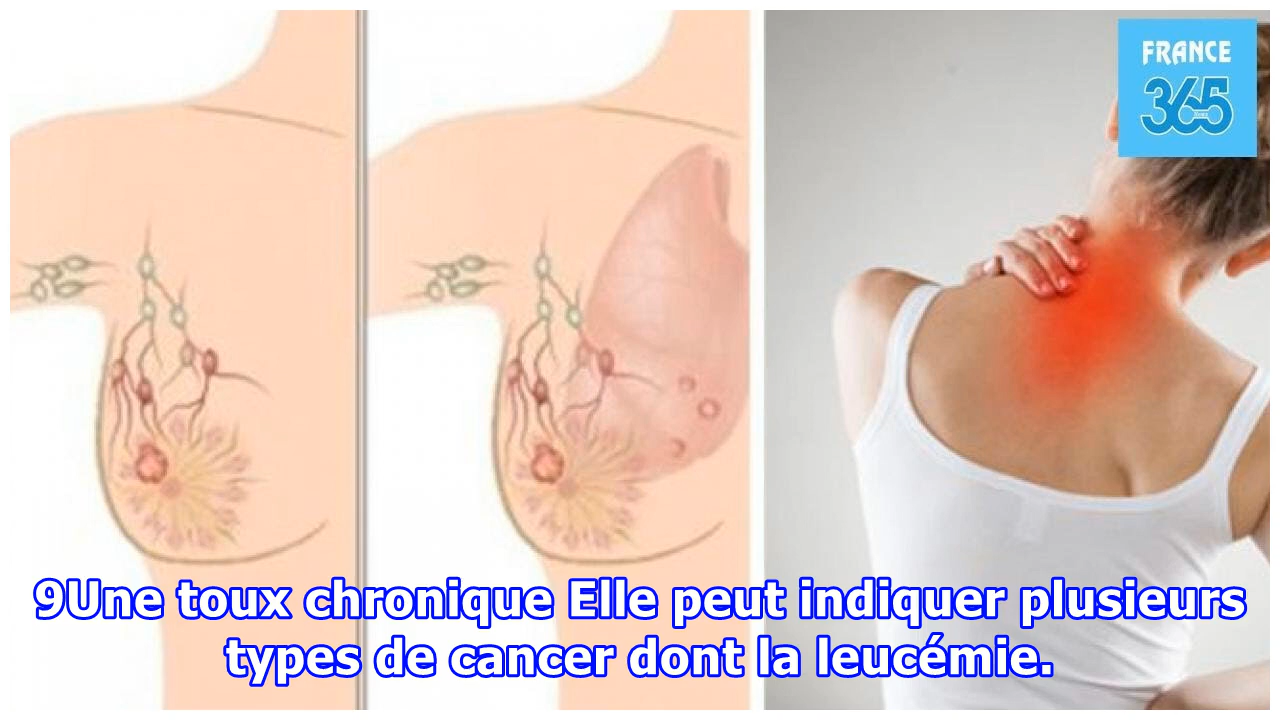 FRANCE
365
9Une toux chronique Elle peut indiquer plusieurs
types de cancer dont la leucémie.